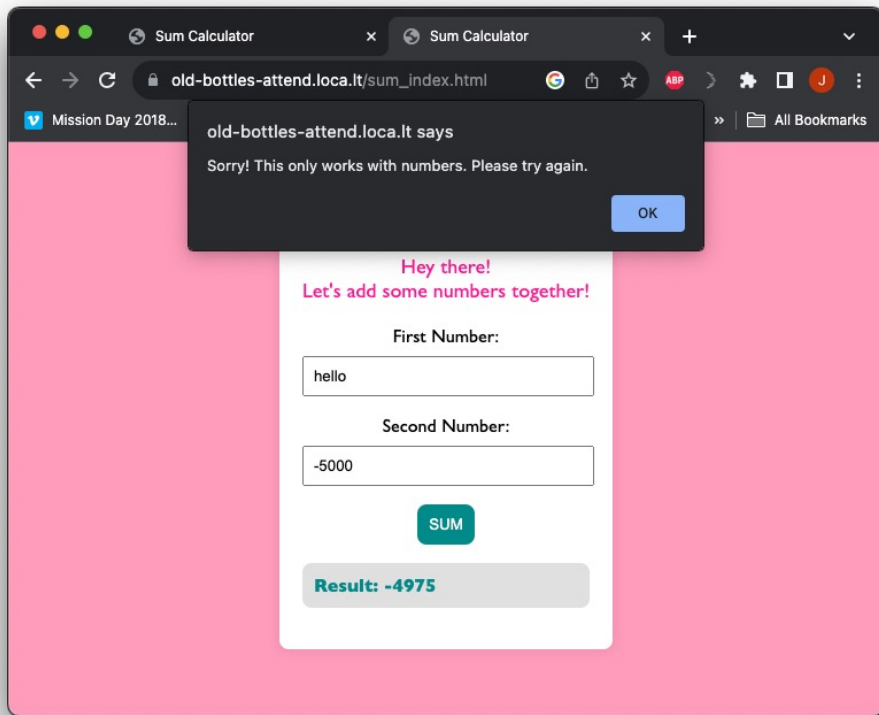 Sum Calculator
Sum Calculator
old-bottles-attend.loca.lt/sum_index.html
ABP
J
Mission Day 2018...
» All Bookmarks
old-bottles-attend.loca.lt says
Sorry! This only works with numbers. Please try again.
OK
Hey there!
Let's add some numbers together!
First Number:
hello
Second Number:
-5000
SUM
Result: -4975